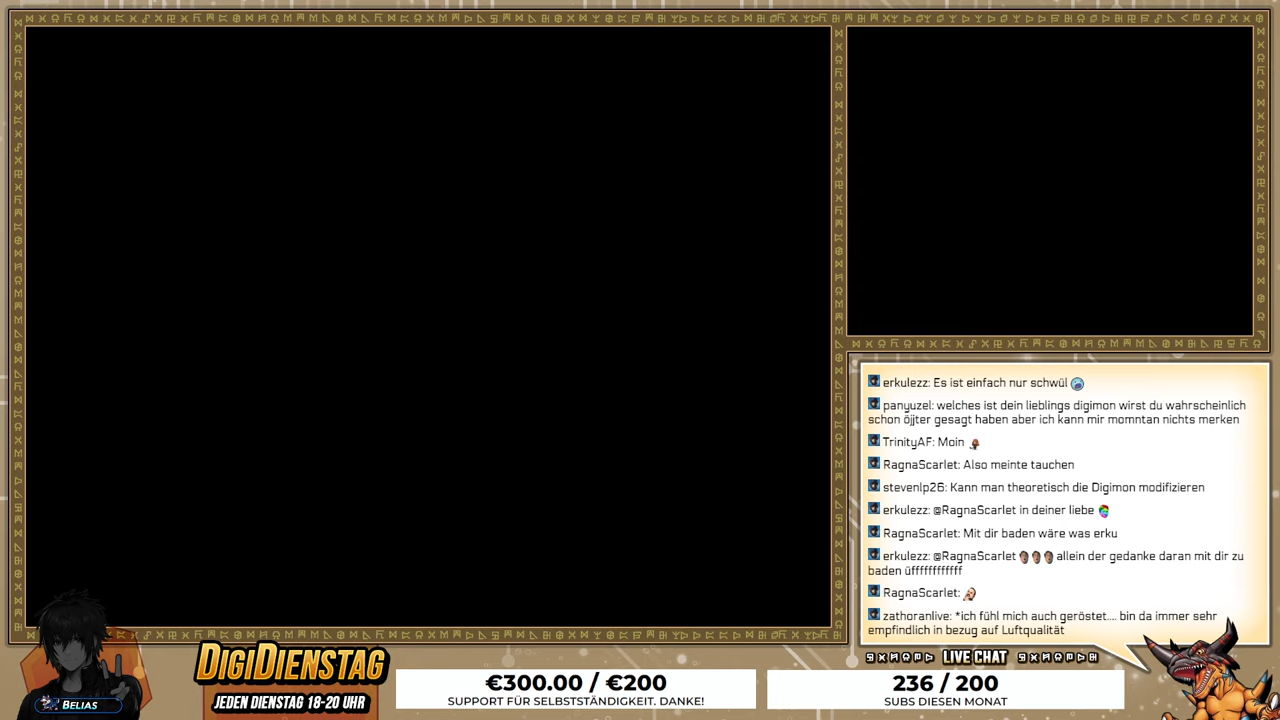 erkulezz: Es ist einfach nur schwül
panyuzel: welches ist dein lieblings digimon wirst du wahrscheinlich
schon öjjter gesagt haben aber ich kann mir momntan nichts merken
TrinityAF: Moin
RagnaScarlet: Also meinte tauchen
stevenlp26: Kann man theoretisch die Digimon modifizieren
erkulezz: @RagnaScarlet in deiner liebe
RagnaScarlet: Mit dir baden wäre was erku
erkulezz: @RagnaScarlet allein der gedanke daran mit dir zu
baden üffffffffffff
RagnaScarlet:
zathoranlive: *ich fühl mich auch geröstet.... bin da immer sehr
empfindlich in bezug auf Luftqualität
LIVE CHAT
BELIAS
DIGIDIENSTAG
JEDEN DIENSTAG 18-20 UHR
€300.00 / €200
SUPPORT FÜR SELBSTSTÄNDIGKEIT. DANKE!
236 / 200
SUBS DIESEN MONAT